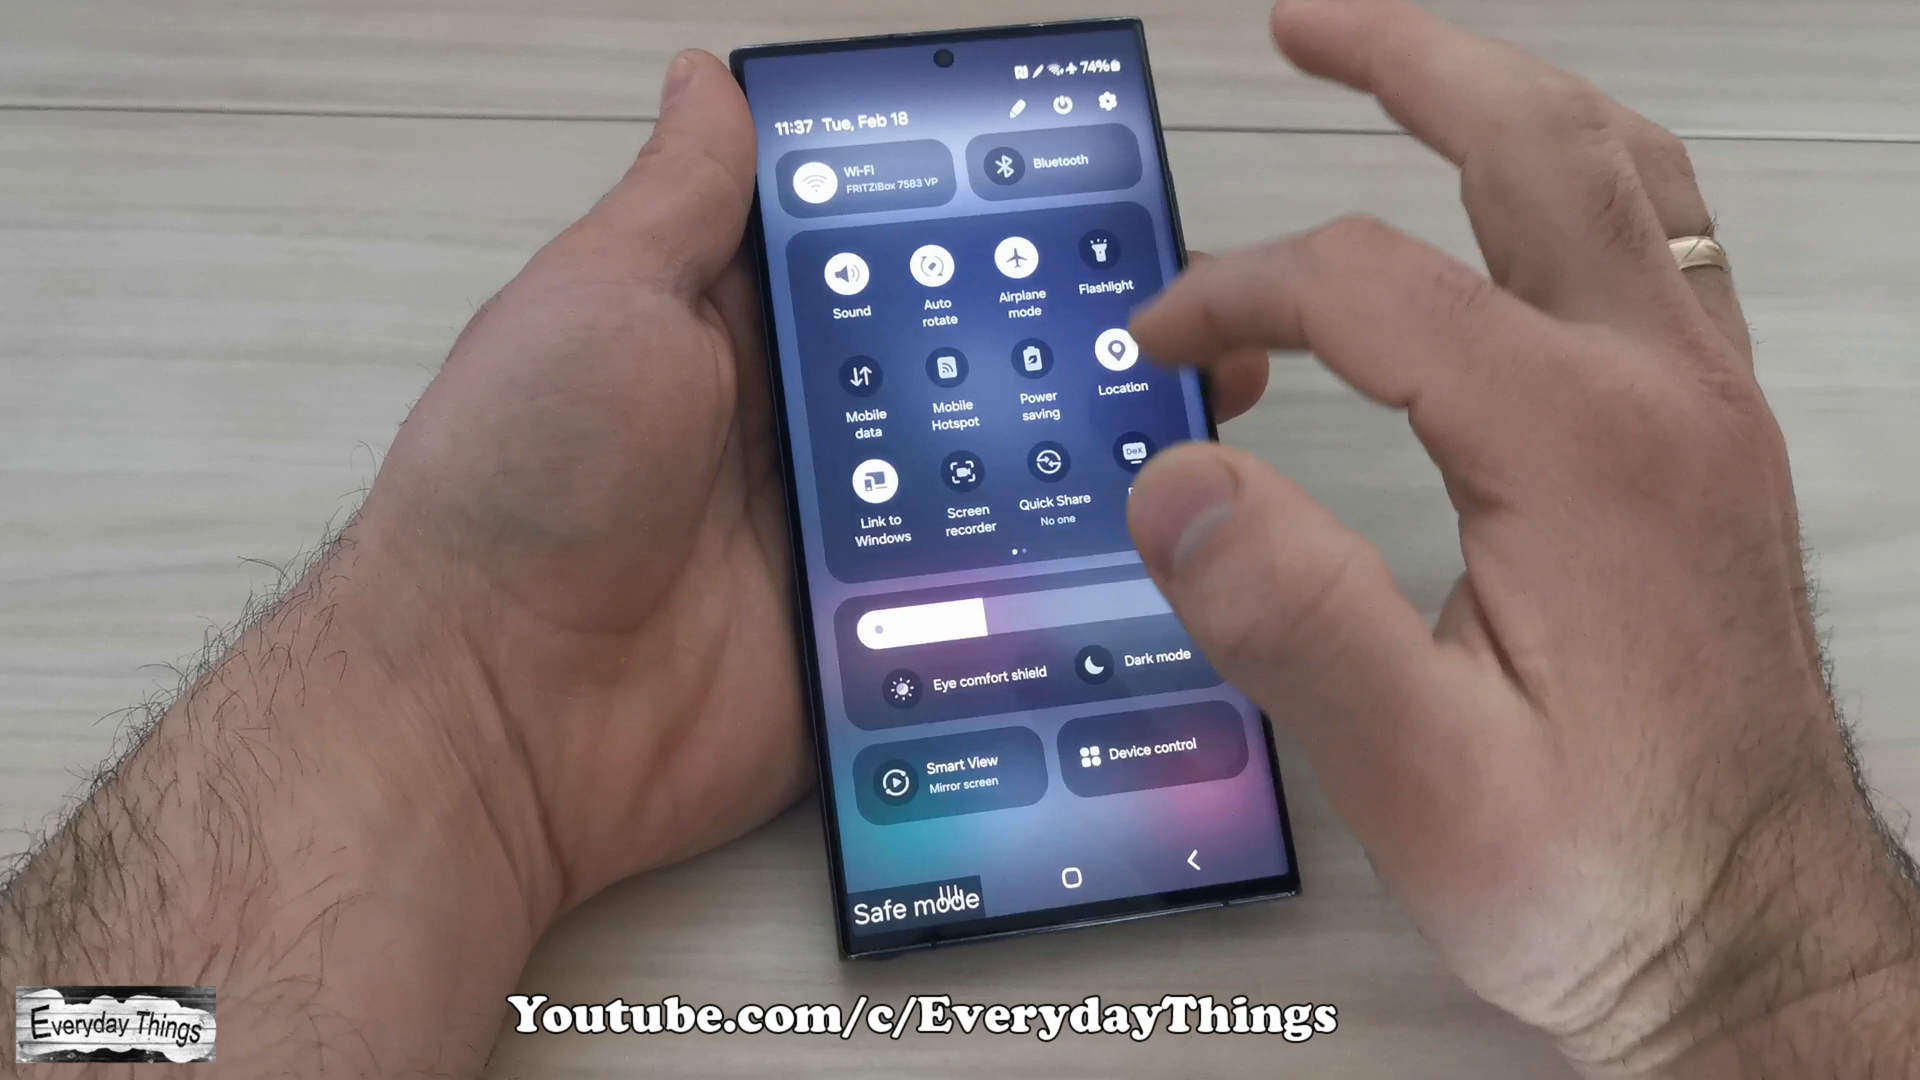 74%
11:37 Tue, Feb 18
Wi-Fi
FRITZ!Box 7583 VP
Bluetooth
Sound
Auto
rotate
Airplane
mode
Flashlight
Mobile
data
Mobile
Hotspot
Power
saving
Location
Link to
Windows
Screen
recorder
Quick Share
No one
DeX
Eye comfort shield
Dark mode
Smart View
Mirror screen
Device control
Safe mode
Everyday Things
Youtube.com/c/EverydayThings